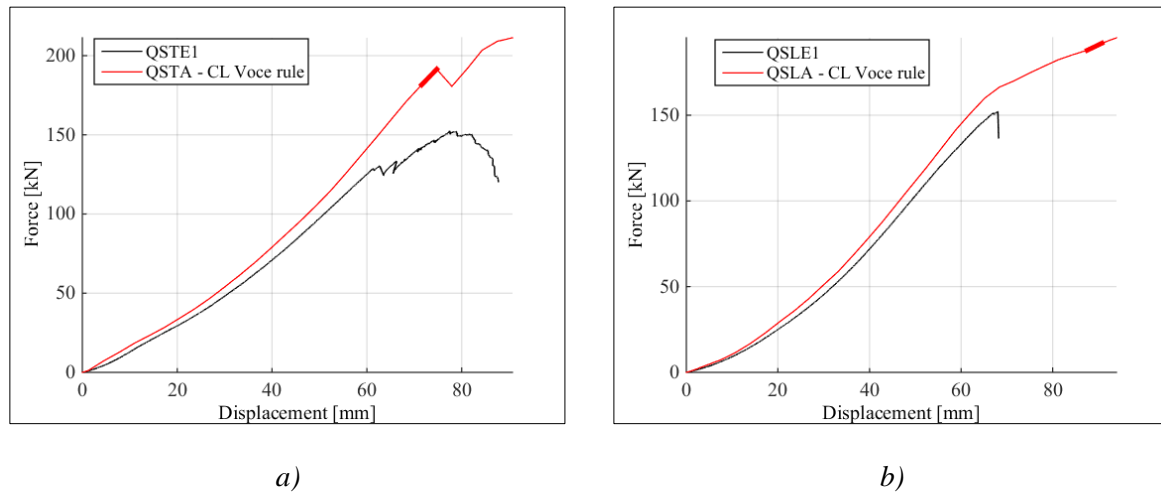 QSTE1
QSTA - CL Voce rule
200
150
100
50
0
Force [kN]
0 20 40 60 80
Displacement [mm]
a)
QSLE1
QSLA - CL Voce rule
150
100
50
0
Force [kN]
0 20 40 60 80
Displacement [mm]
b)